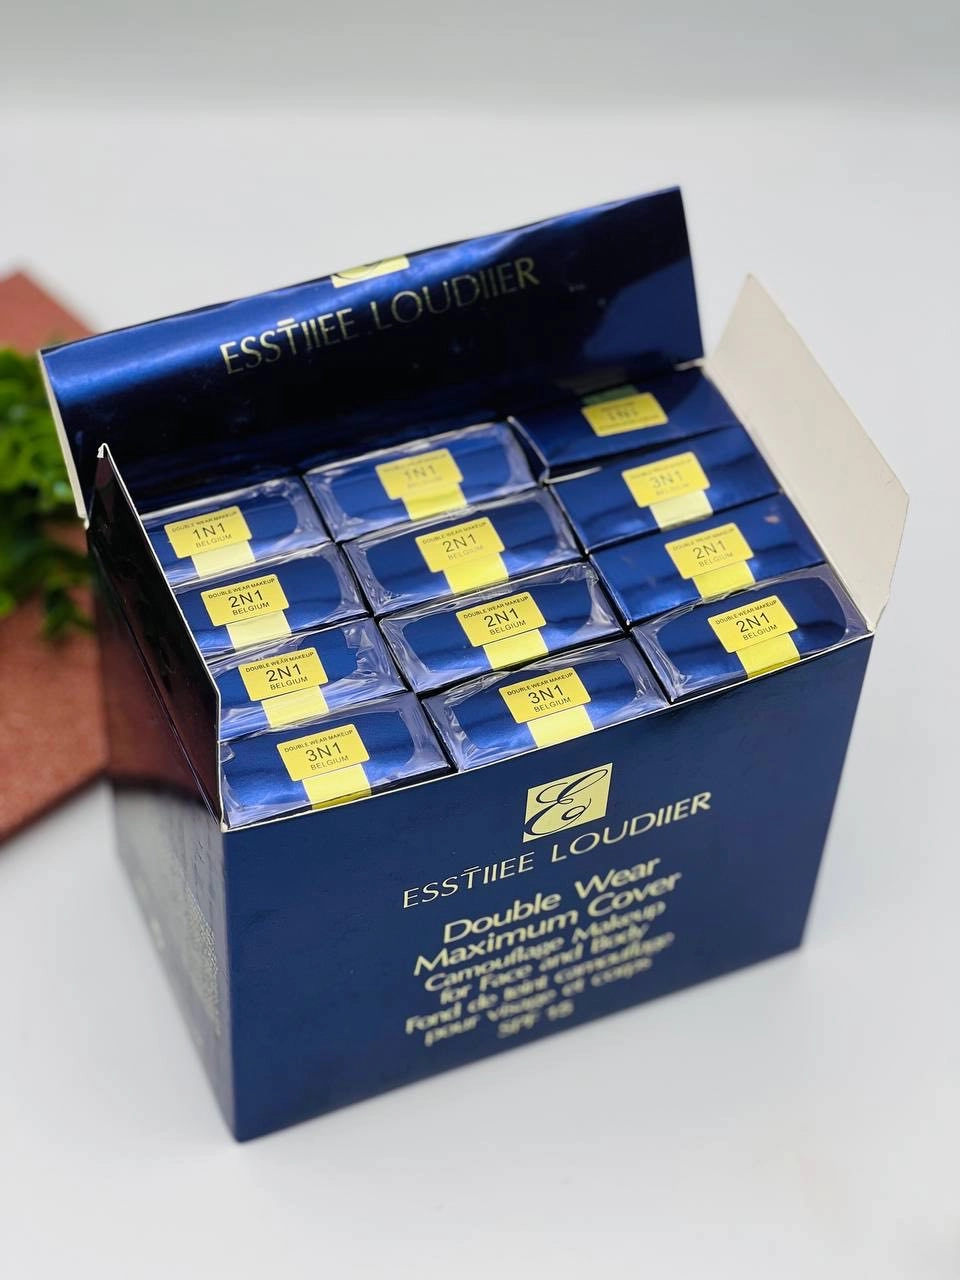 ESSTIIEE LOUDIIER
1N1
DOUBLE WEAR MAKEUP
1N1
BELGIUM
DOUBLE WEAR MAKEUP
3N1
BELGIUM
DOUBLE WEAR MAKEUP
1N1
BELGIUM
DOUBLE WEAR MAKEUP
2N1
BELGIUM
DOUBLE WEAR MAKEUP
2N1
BELGIUM
DOUBLE WEAR MAKEUP
2N1
BELGIUM
DOUBLE WEAR MAKEUP
2N1
BELGIUM
DOUBLE WEAR MAKEUP
2N1
BELGIUM
DOUBLE WEAR MAKEUP
2N1
BELGIUM
DOUBLE WEAR MAKEUP
3N1
BELGIUM
DOUBLE WEAR MAKEUP
3N1
BELGIUM
E
ESSTIIEE LOUDIIER
Double Wear
Maximum Cover
Camouflage Makeup
for Face and Body
Fond de teint camouflage
pour visage et corps
SPF 15